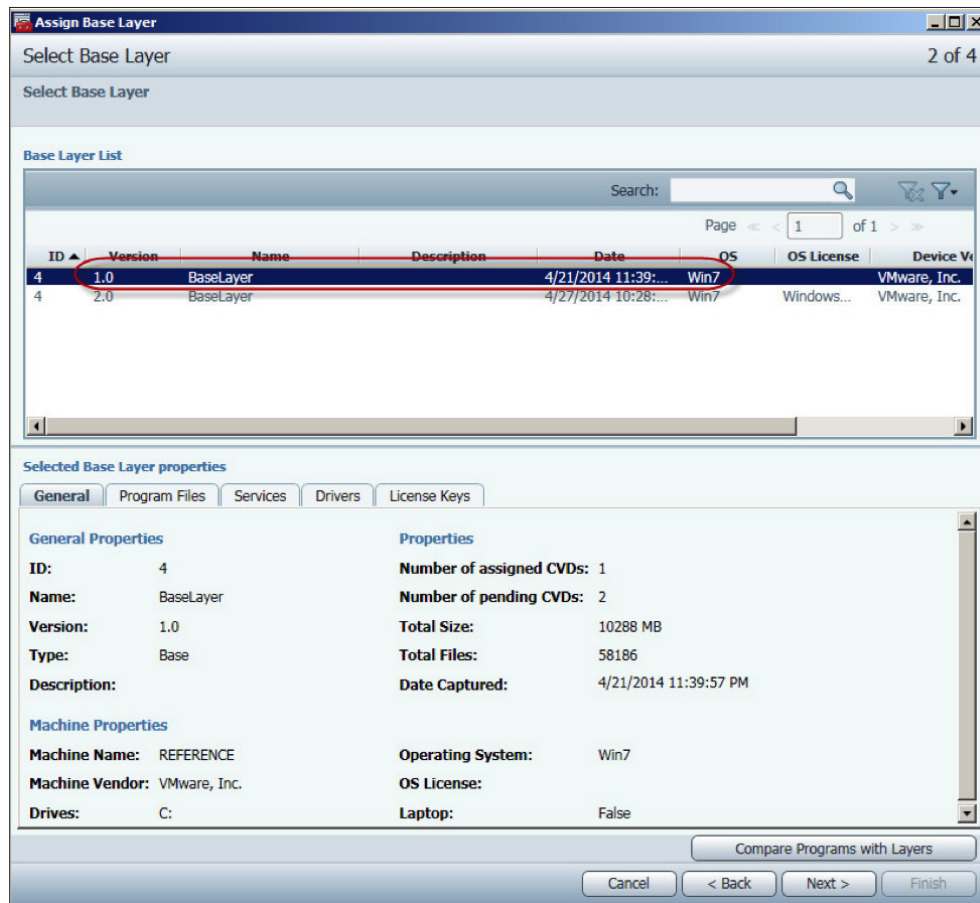 Assign Base Layer
Select Base Layer 2 of 4
Select Base Layer
Base Layer List
Search:
Page 1 of 1
ID Version Name Description Date OS OS License Device Ve
4 1.0 BaseLayer 4/21/2014 11:39:... Win7 VMware, Inc.
4 2.0 BaseLayer 4/27/2014 10:28:... Win7 Windows... VMware, Inc.
Selected Base Layer properties
General Program Files Services Drivers License Keys
General Properties Properties
ID: 4 Number of assigned CVDs: 1
Name: BaseLayer Number of pending CVDs: 2
Version: 1.0 Total Size: 10288 MB
Type: Base Total Files: 58186
Description: Date Captured: 4/21/2014 11:39:57 PM
Machine Properties
Machine Name: REFERENCE Operating System: Win7
Machine Vendor: VMware, Inc. OS License:
Drives: C: Laptop: False
Compare Programs with Layers
Cancel < Back Next > Finish